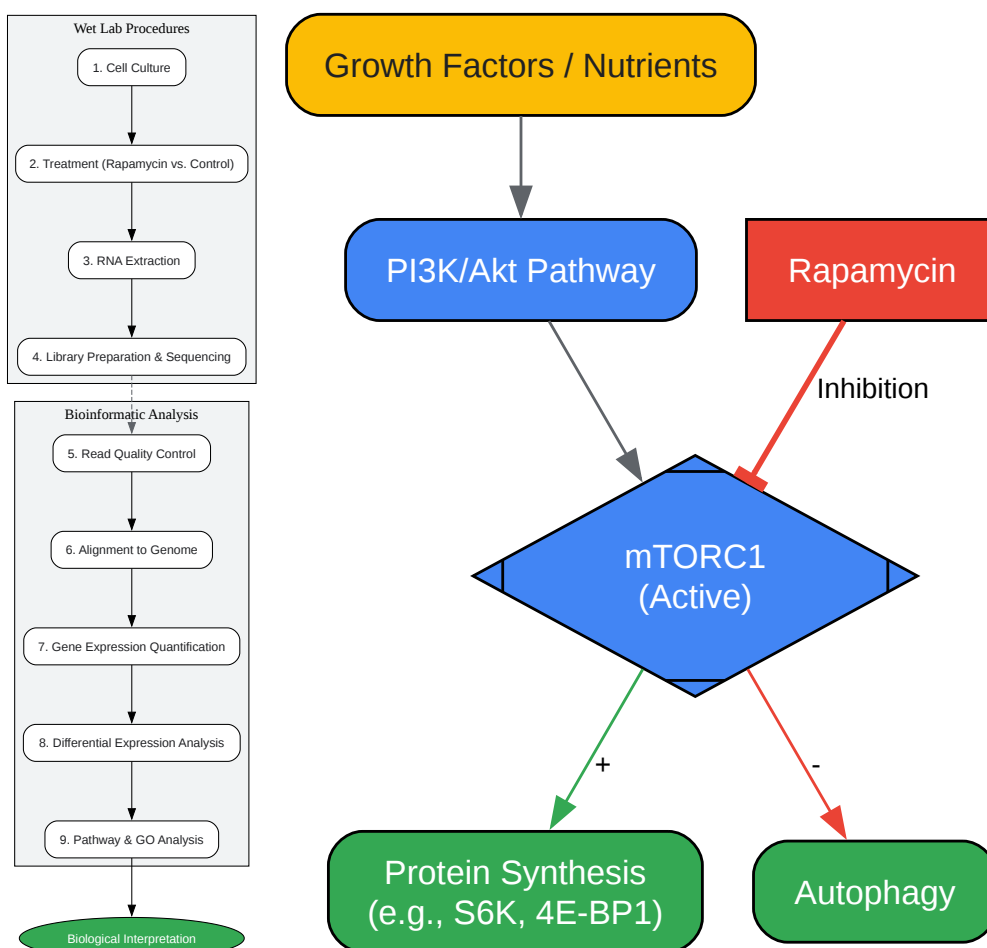 Wet Lab Procedures
1. Cell Culture
2. Treatment (Rapamycin vs. Control)
3. RNA Extraction
4. Library Preparation & Sequencing
Bioinformatic Analysis
5. Read Quality Control
6. Alignment to Genome
7. Gene Expression Quantification
8. Differential Expression Analysis
9. Pathway & GO Analysis
Biological Interpretation
Growth Factors / Nutrients
PI3K/Akt Pathway
Rapamycin
Inhibition
mTORC1
(Active)
+
-
Protein Synthesis
(e.g., S6K, 4E-BP1)
Autophagy